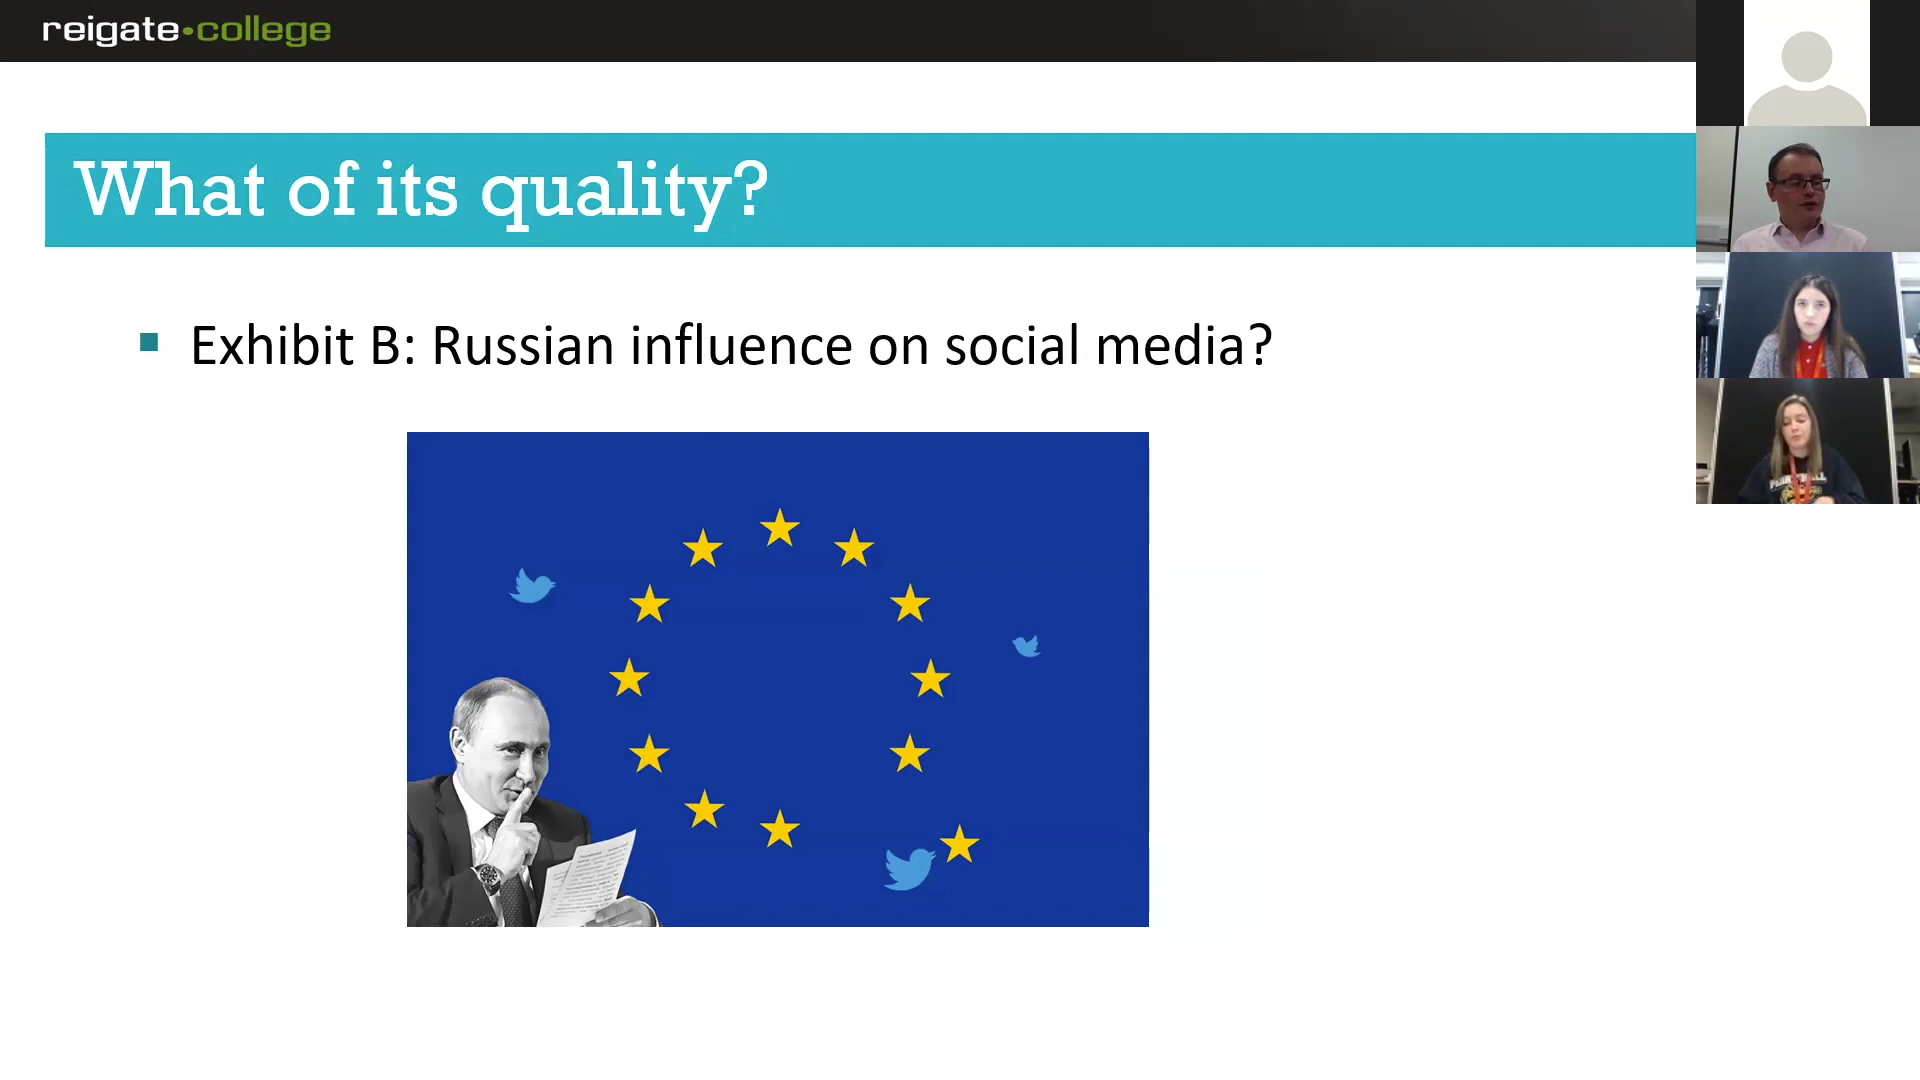 reigate•college
What of its quality?
Exhibit B: Russian influence on social media?